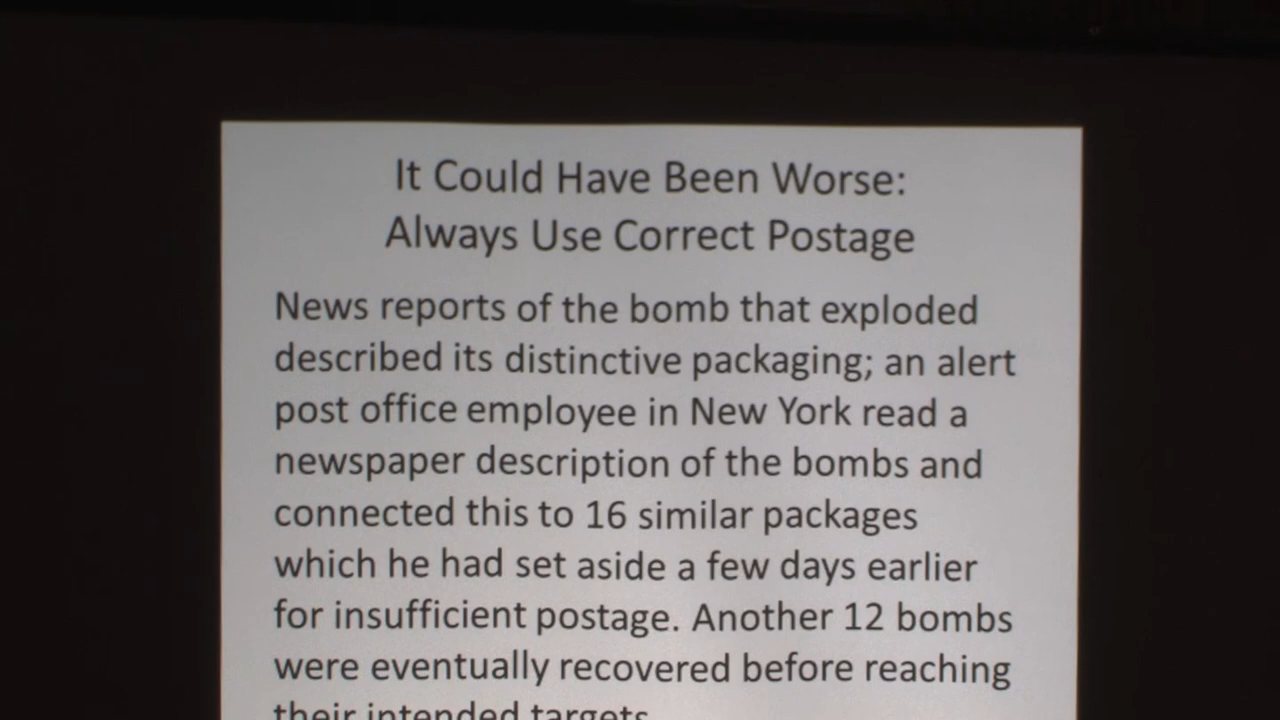 It Could Have Been Worse:
Always Use Correct Postage
News reports of the bomb that exploded
described its distinctive packaging; an alert
post office employee in New York read a
newspaper description of the bombs and
connected this to 16 similar packages
which he had set aside a few days earlier
for insufficient postage. Another 12 bombs
were eventually recovered before reaching
their intended targets.